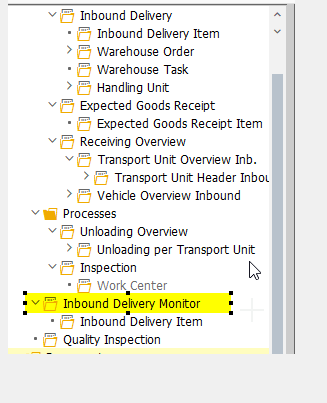 Inbound Delivery
Inbound Delivery Item
Warehouse Order
Warehouse Task
Handling Unit
Expected Goods Receipt
Expected Goods Receipt Item
Receiving Overview
Transport Unit Overview Inb.
Transport Unit Header Inbou
Vehicle Overview Inbound
Processes
Unloading Overview
Unloading per Transport Unit
Inspection
Work Center
Inbound Delivery Monitor
Inbound Delivery Item
Quality Inspection